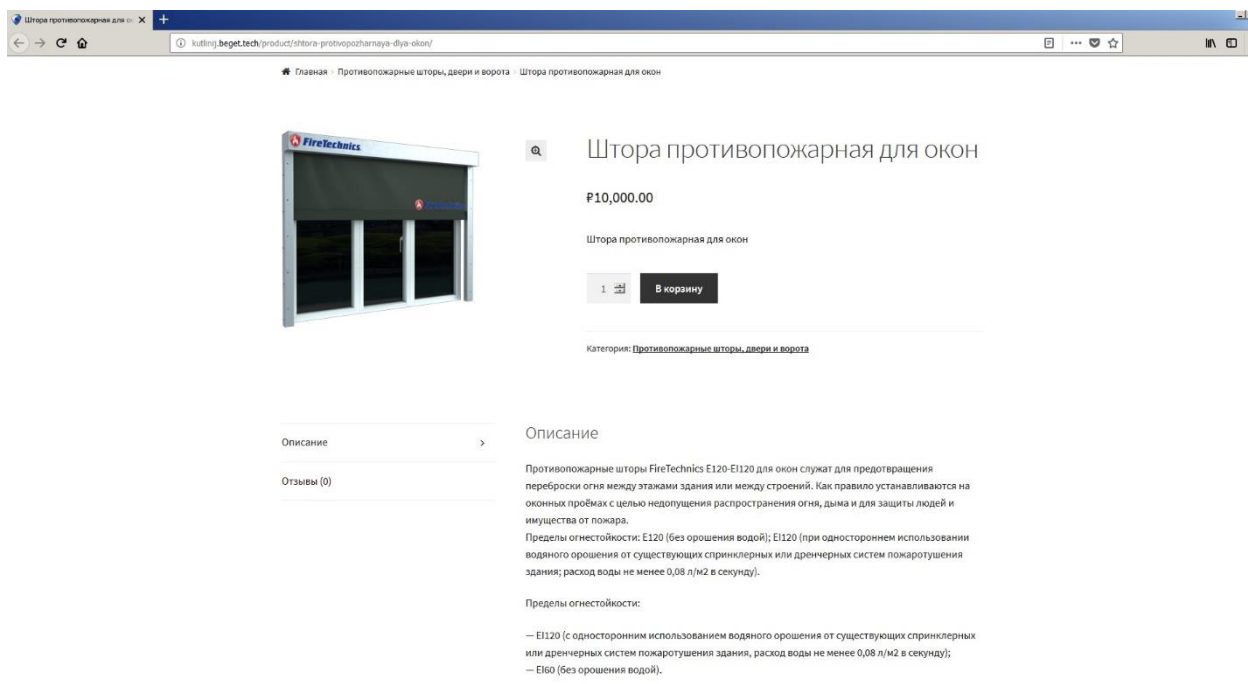 Штора противопожарная для о
kutlinij.beget.tech/product/shtora-protivopozharnaya-dlya-okon/
Главная › Противопожарные шторы, двери и ворота › Штора противопожарная для окон
FireTechnics
Штора противопожарная для окон
₽10,000.00
Штора противопожарная для окон
1
В корзину
Категория: Противопожарные шторы, двери и ворота
Описание
Отзывы (0)
Описание
Противопожарные шторы FireTechnics E120-EI120 для окон служат для предотвращения
переброски огня между этажами здания или между строений. Как правило устанавливаются на
оконных проёмах с целью недопущения распространения огня, дыма и для защиты людей и
имущества от пожара.
Пределы огнестойкости: E120 (без орошения водой); EI120 (при одностороннем использовании
водяного орошения от существующих спринклерных или дренчерных систем пожаротушения
здания; расход воды не менее 0,08 л/м2 в секунду).
Пределы огнестойкости:
— EI120 (с односторонним использованием водяного орошения от существующих спринклерных
или дренчерных систем пожаротушения здания, расход воды не менее 0,08 л/м2 в секунду);
— EI60 (без орошения водой).